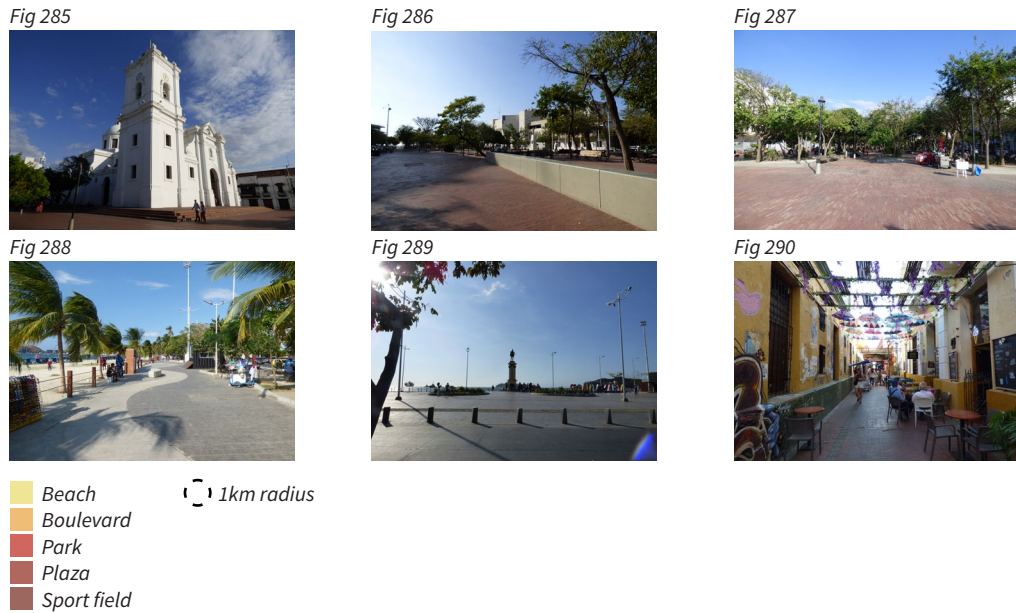 Fig 285
Fig 286
Fig 287
Fig 288
Fig 289
Fig 290
Beach
1km radius
Boulevard
Park
Plaza
Sport field